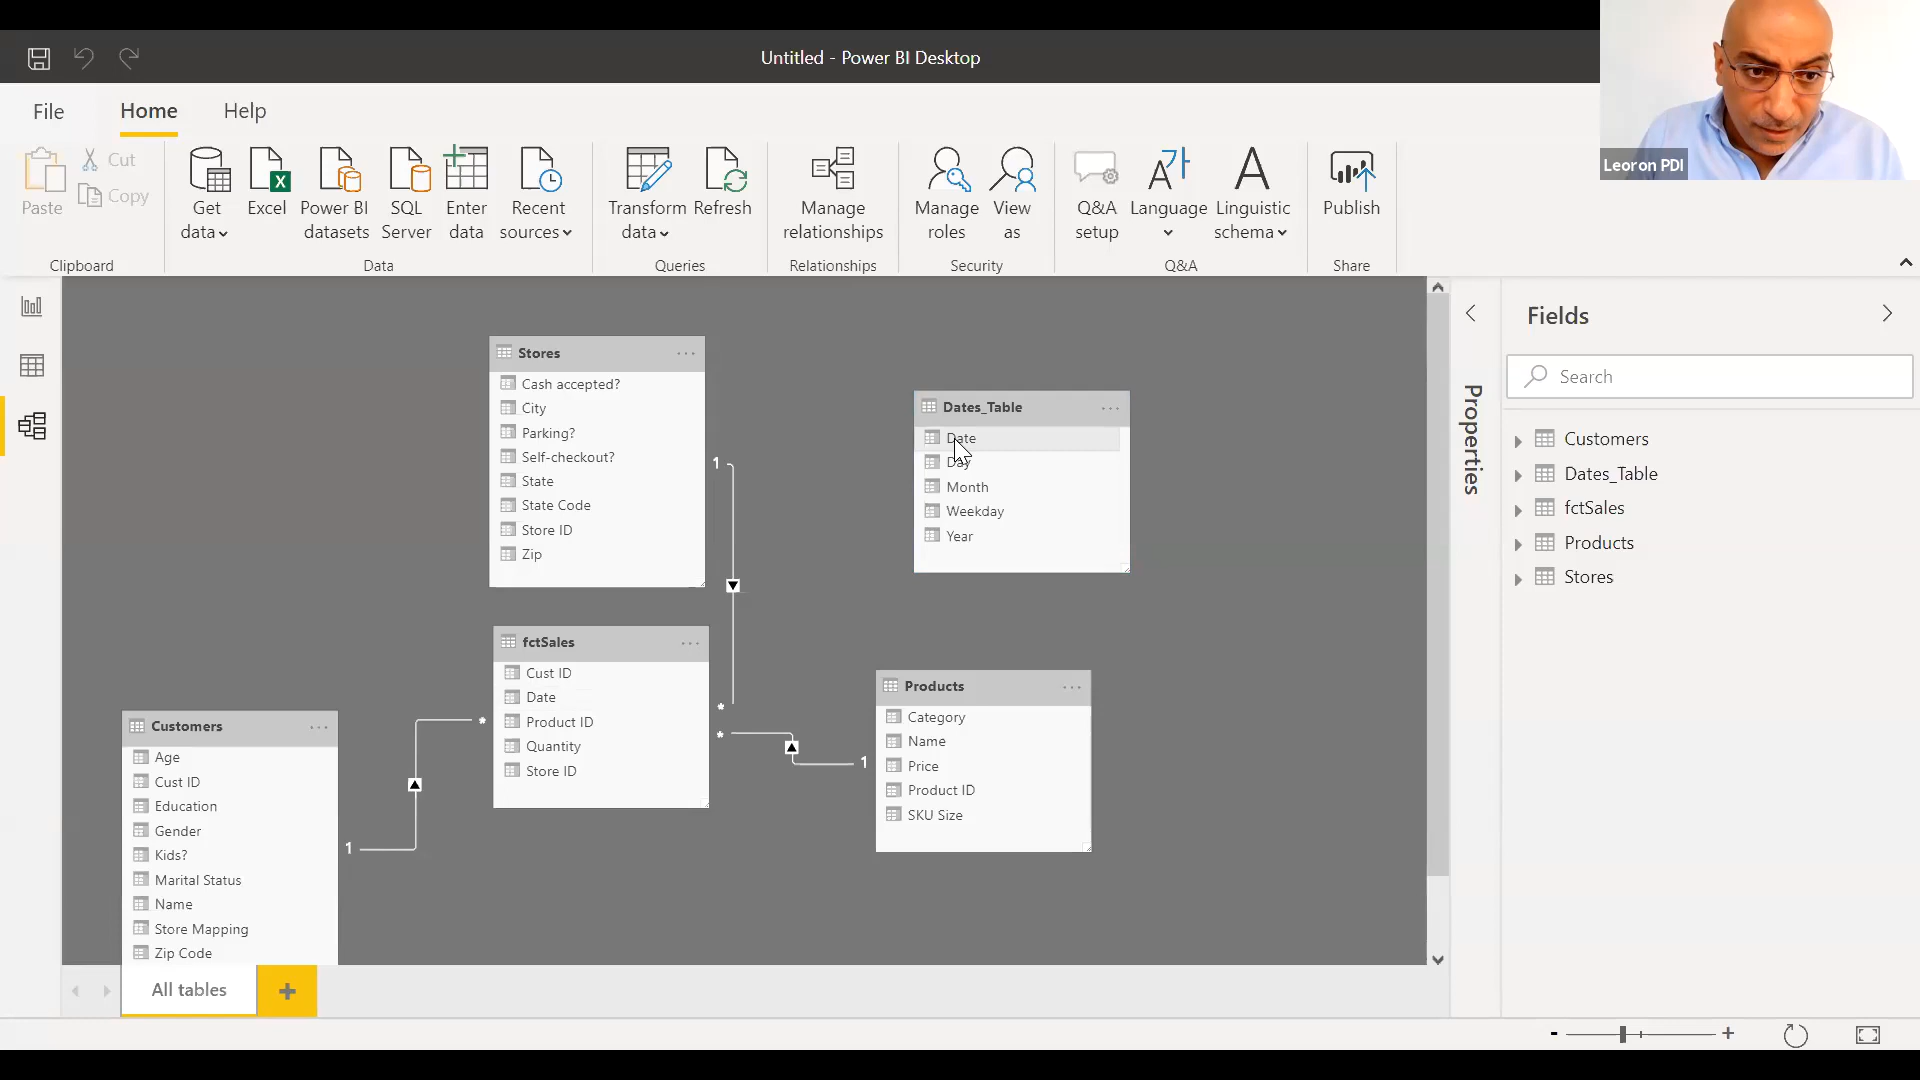 Untitled - Power BI Desktop
File
Home
Help
Paste
Cut
Copy
Get data
Excel
Power BI datasets
SQL Server
Enter data
Recent sources
Transform data
Refresh
Manage relationships
Manage roles
View as
Q&A setup
Language
Linguistic schema
Publish
Clipboard
Data
Queries
Relationships
Security
Q&A
Share
Leoron PDI
Stores
Cash accepted?
City
Parking?
Self-checkout?
State
State Code
Store ID
Zip
1
*
Dates_Table
Date
Day
Month
Weekday
Year
fctSales
Cust ID
Date
Product ID
Quantity
Store ID
*
1
Products
Category
Name
Price
Product ID
SKU Size
Customers
Age
Cust ID
Education
Gender
Kids?
Marital Status
Name
Store Mapping
Zip Code
1
*
Properties
Fields
Search
Customers
Dates_Table
fctSales
Products
Stores
All tables
+
-
+